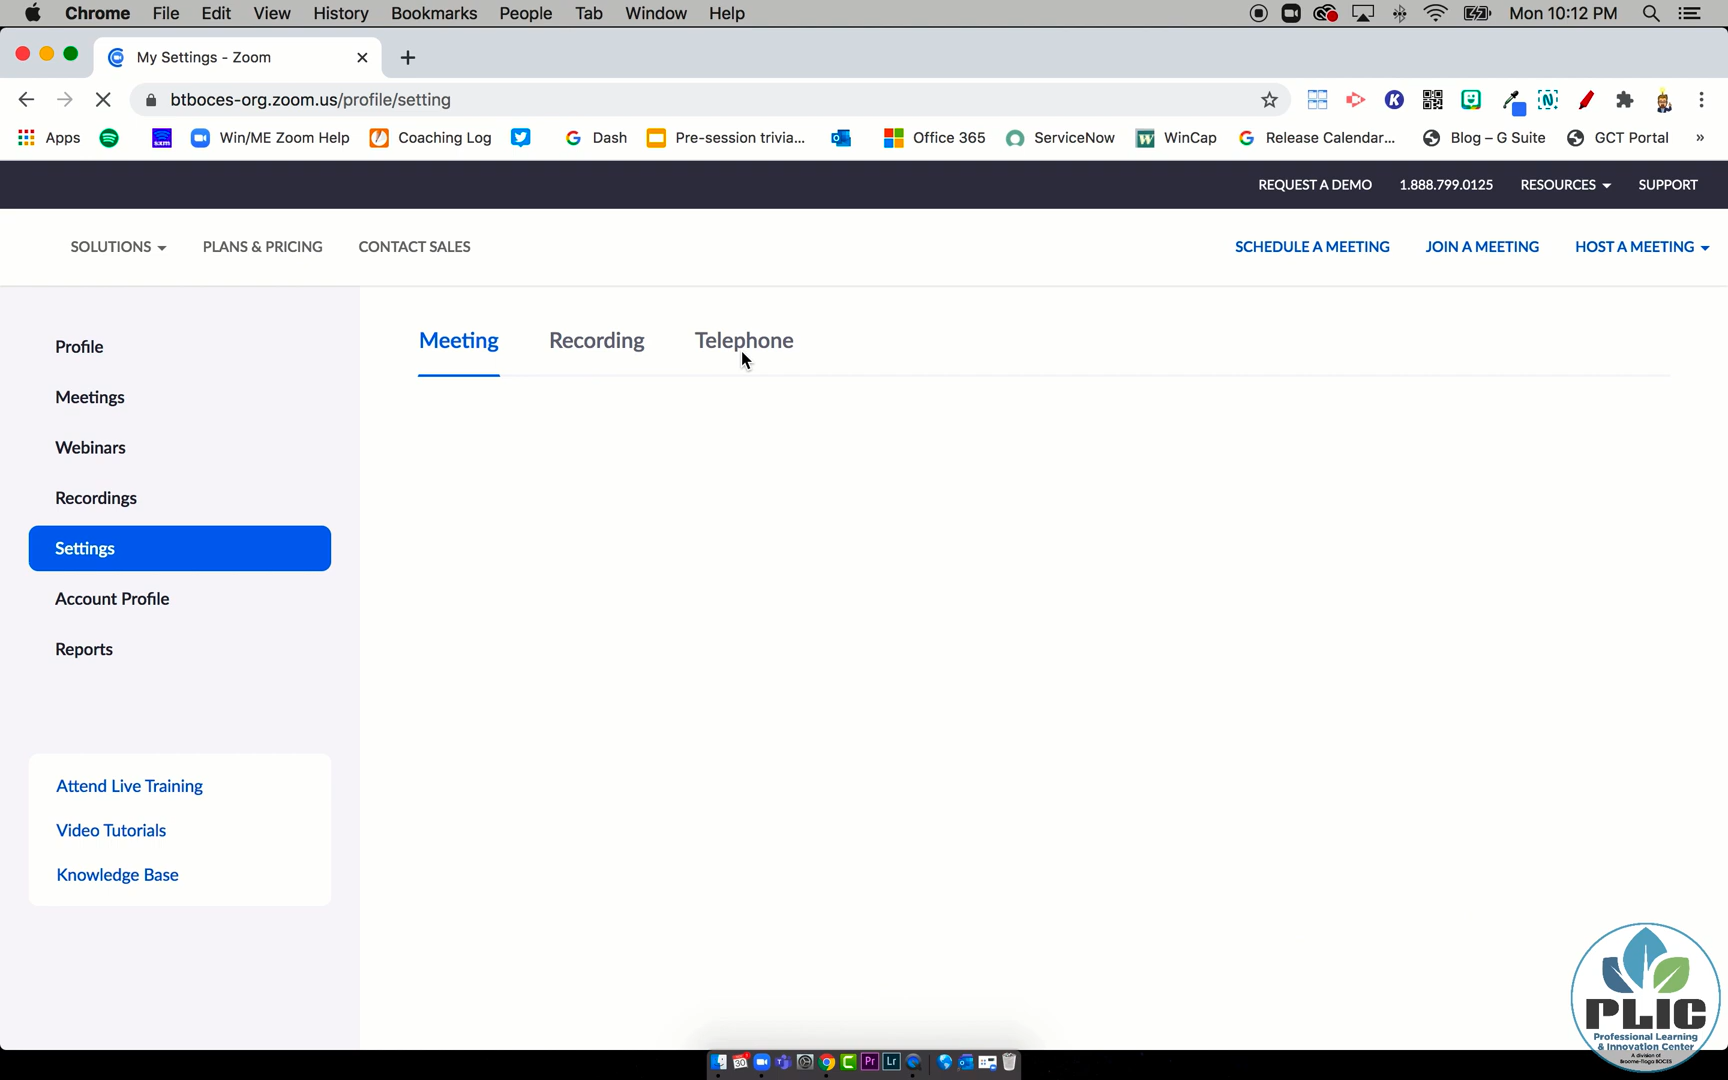 Chrome File Edit View History Bookmarks People Tab Window Help Mon 10:12 PM
My Settings - Zoom
btboces-org.zoom.us/profile/setting
Apps Win/ME Zoom Help Coaching Log Dash Pre-session trivia... Office 365 ServiceNow WinCap Release Calendar... Blog – G Suite GCT Portal »
REQUEST A DEMO 1.888.799.0125 RESOURCES SUPPORT
SOLUTIONS PLANS & PRICING CONTACT SALES SCHEDULE A MEETING JOIN A MEETING HOST A MEETING
Meeting Recording Telephone
Profile
Meetings
Webinars
Recordings
Settings
Account Profile
Reports
Attend Live Training
Video Tutorials
Knowledge Base
PLIC
Professional Learning
& Innovation Center
A division of
Broome-Tioga BOCES
30
Pr Lr